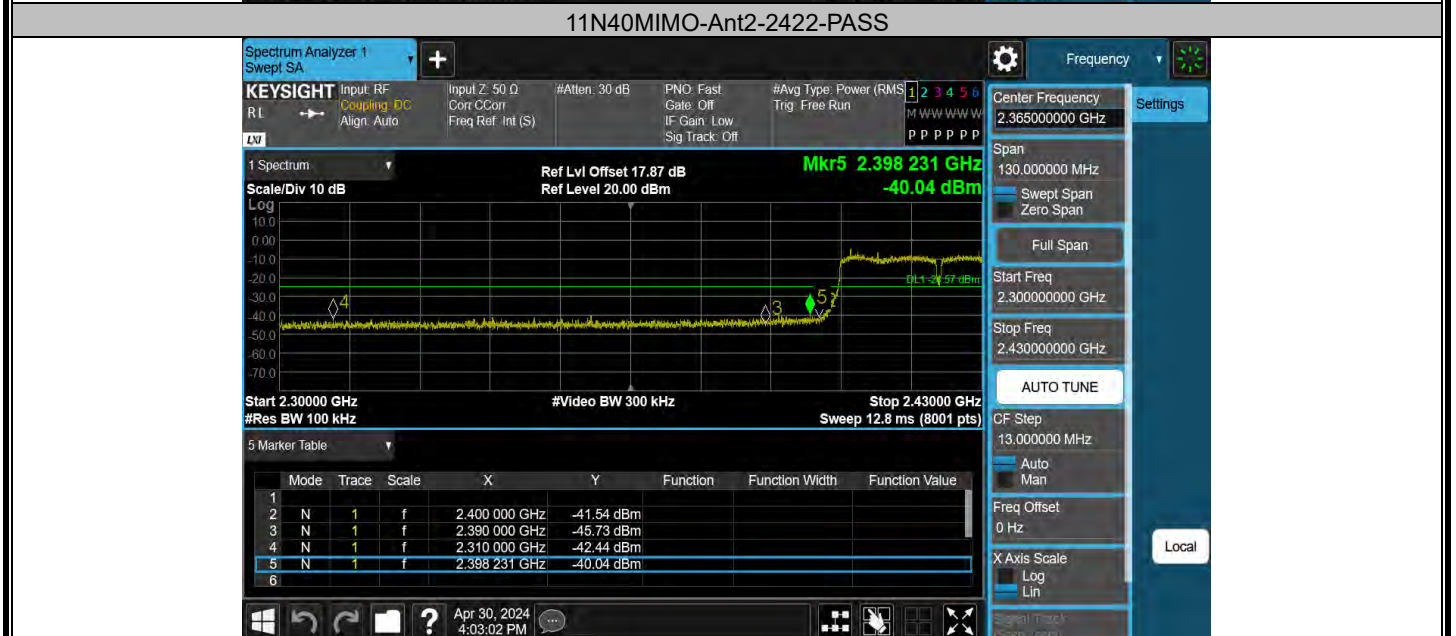 11N40MIMO-Ant2-2422-PASS
Spectrum Analyzer 1
Swept SA
+
Frequency
KEYSIGHT
RL
LXI
Input: RF
Coupling: DC
Align: Auto
Input Z: 50 Ω
Corr CCorr
Freq Ref: Int (S)
#Atten: 30 dB
PNO: Fast
Gate: Off
IF Gain: Low
Sig Track: Off
#Avg Type: Power (RMS
Trig: Free Run
1 2 3 4 5 6
M W W W W W
P P P P P P
1 Spectrum
Scale/Div 10 dB
Log
Ref Lvl Offset 17.87 dB
Ref Level 20.00 dBm
Mkr5 2.398 231 GHz
-40.04 dBm
10.0
0.00
-10.0
-20.0
-30.0
-40.0
-50.0
-60.0
-70.0
4
3
5
Start 2.30000 GHz
#Res BW 100 kHz
#Video BW 300 kHz
Stop 2.43000 GHz
Sweep 12.8 ms (8001 pts)
5 Marker Table
Mode Trace Scale X Y Function Function Width Function Value
1
2 N 1 f 2.400 000 GHz -41.54 dBm
3 N 1 f 2.390 000 GHz -45.73 dBm
4 N 1 f 2.310 000 GHz -42.44 dBm
5 N 1 f 2.398 231 GHz -40.04 dBm
6
Center Frequency
2.365000000 GHz
Span
130.000000 MHz
Swept Span
Zero Span
Full Span
Start Freq
2.300000000 GHz
Stop Freq
2.430000000 GHz
AUTO TUNE
CF Step
13.000000 MHz
Auto
Man
Freq Offset
0 Hz
X Axis Scale
Log
Lin
Settings
Local
?
Apr 30, 2024
4:03:02 PM